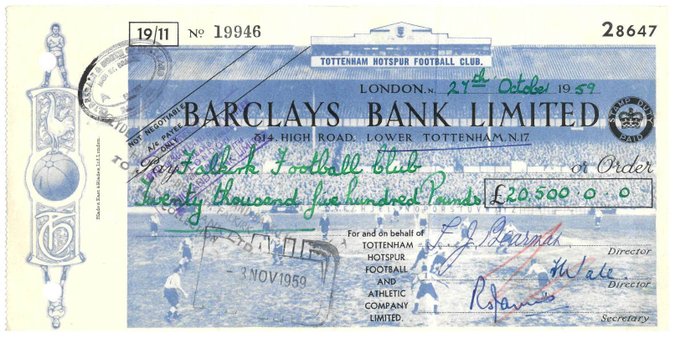 19/11 Nº 19946
28647
TOTTENHAM HOTSPUR FOOTBALL CLUB.
LONDON. N. 27th October 1959
BARCLAYS BANK LIMITED
514, HIGH ROAD, LOWER TOTTENHAM, N.17
STAMP DUTY PAID
NOT NEGOTIABLE
A/c PAYEE
ONLY
Pay Falkirk Football Club or Order
Twenty thousand five hundred Pounds £20,500 0 0
For and on behalf of
TOTTENHAM
HOTSPUR
FOOTBALL
AND
ATHLETIC
COMPANY
LIMITED.
F. J. Bearman
Director
Director
Secretary
3 NOV 1959